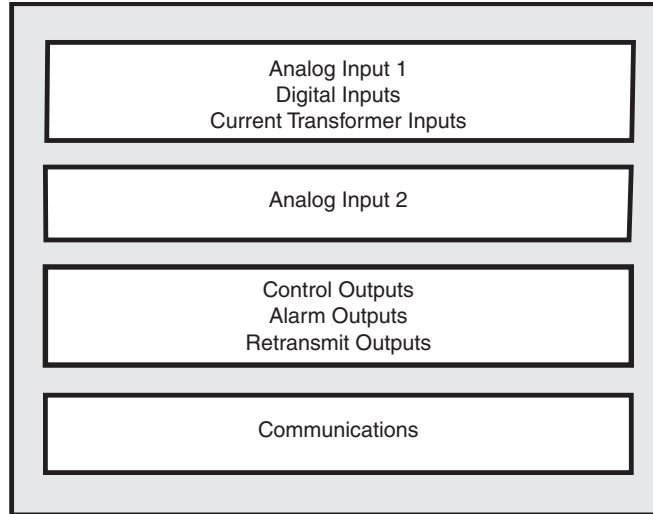 Analog Input 1
Digital Inputs
Current Transformer Inputs
Analog Input 2
Control Outputs
Alarm Outputs
Retransmit Outputs
Communications